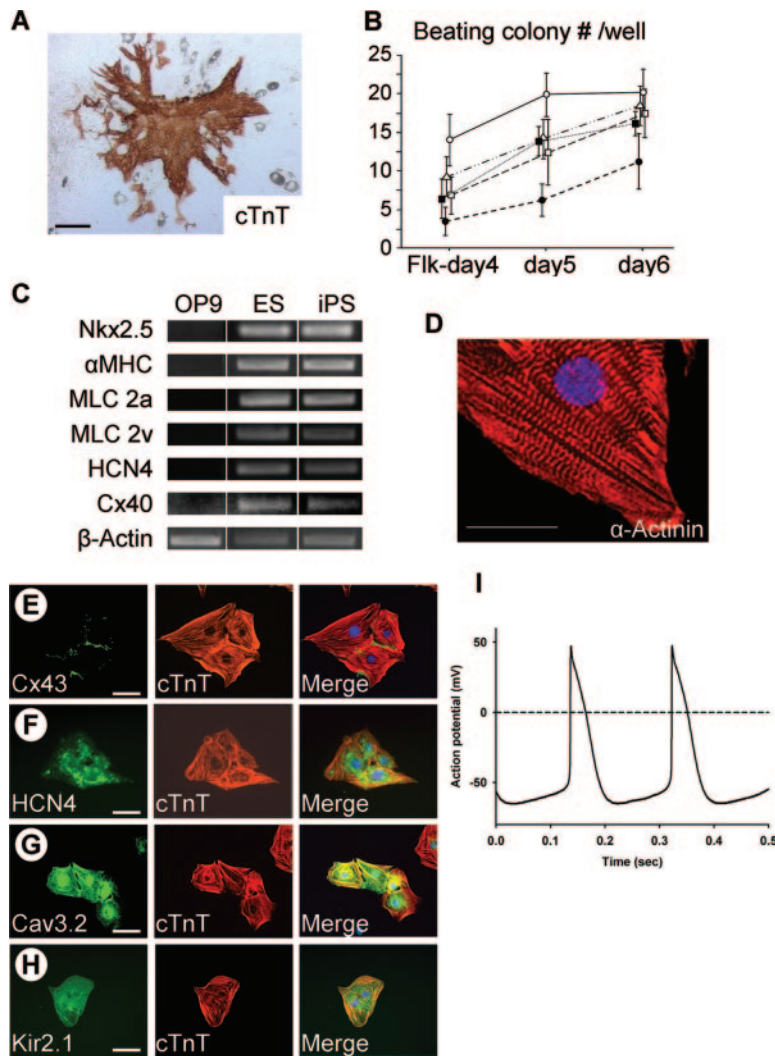 A
cTnT
B
Beating colony # /well
25
20
15
10
5
0
Flk-day4 day5 day6
C
OP9 ES iPS
Nkx2.5
αMHC
MLC 2a
MLC 2v
HCN4
Cx40
β-Actin
D
α-Actinin
E
Cx43 cTnT Merge
F
HCN4 cTnT Merge
G
Cav3.2 cTnT Merge
H
Kir2.1 cTnT Merge
I
Action potential (mV)
50
0
-50
0.0 0.1 0.2 0.3 0.4 0.5
Time (sec)